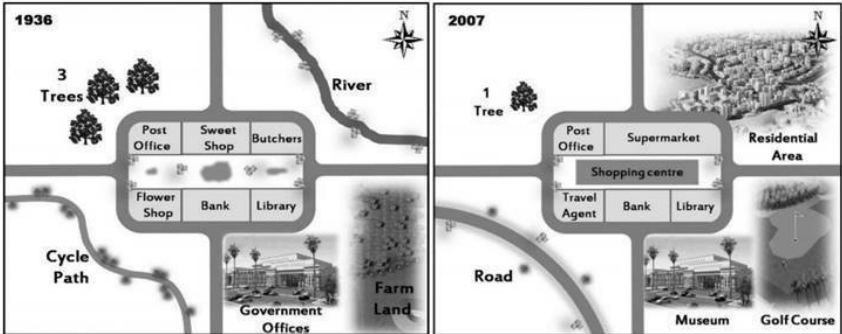 1936
N
3
Trees
River
Post
Office
Sweet
Shop
Butchers
Flower
Shop
Bank
Library
Cycle
Path
Government
Offices
Farm
Land
2007
N
1
Tree
Residential
Area
Post
Office
Supermarket
Shopping centre
Travel
Agent
Bank
Library
Road
Museum
Golf Course